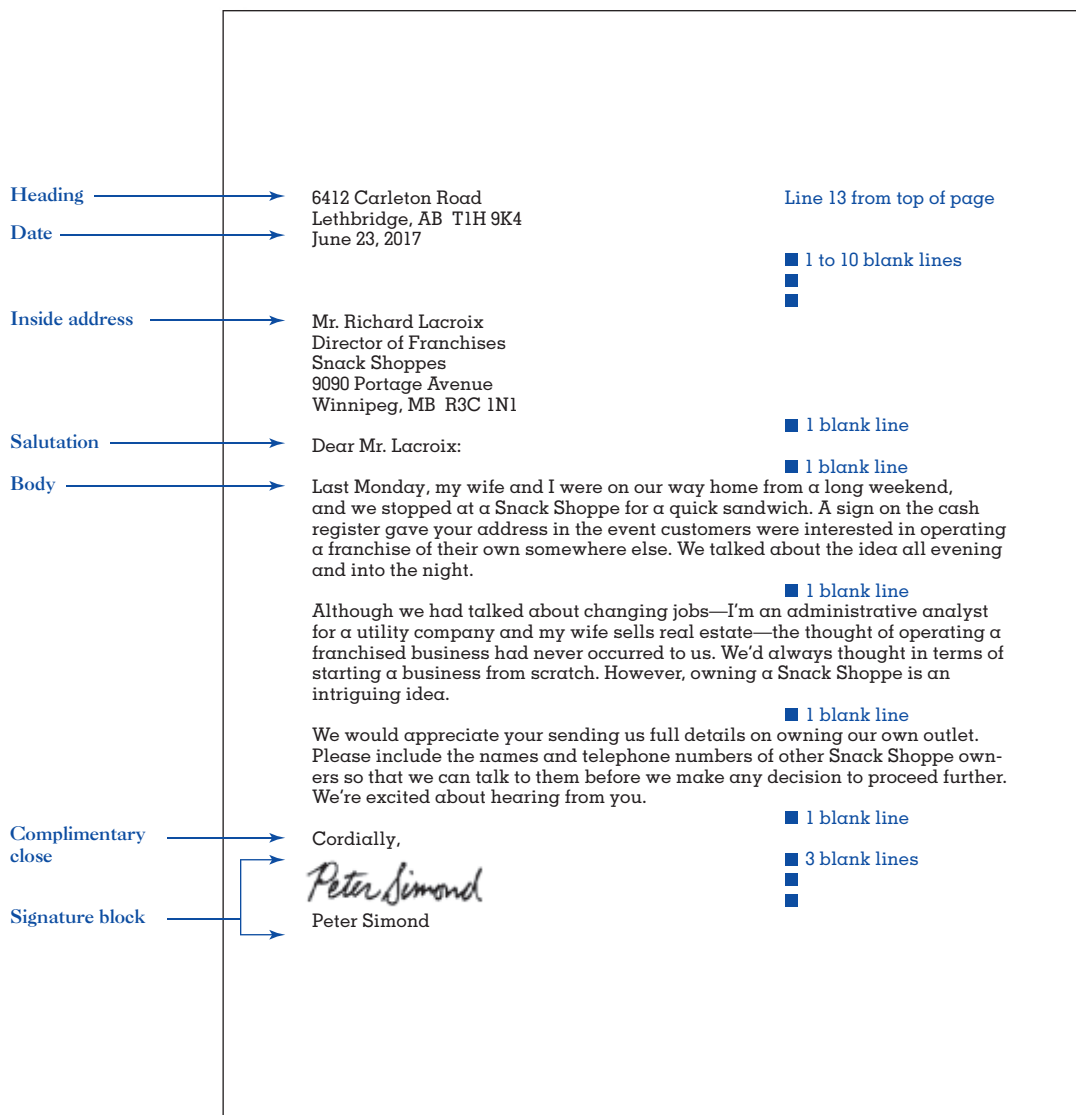 Heading
6412 Carleton Road
Line 13 from top of page
Lethbridge, AB  T1H 9K4
Date
June 23, 2017
1 to 10 blank lines
Inside address
Mr. Richard Lacroix
Director of Franchises
Snack Shoppes
9090 Portage Avenue
Winnipeg, MB  R3C 1N1
1 blank line
Salutation
Dear Mr. Lacroix:
1 blank line
Body
Last Monday, my wife and I were on our way home from a long weekend,
and we stopped at a Snack Shoppe for a quick sandwich. A sign on the cash
register gave your address in the event customers were interested in operating
a franchise of their own somewhere else. We talked about the idea all evening
and into the night.
1 blank line
Although we had talked about changing jobs—I’m an administrative analyst
for a utility company and my wife sells real estate—the thought of operating a
franchised business had never occurred to us. We’d always thought in terms of
starting a business from scratch. However, owning a Snack Shoppe is an
intriguing idea.
1 blank line
We would appreciate your sending us full details on owning our own outlet.
Please include the names and telephone numbers of other Snack Shoppe own-
ers so that we can talk to them before we make any decision to proceed further.
We’re excited about hearing from you.
1 blank line
Complimentary
close
Cordially,
3 blank lines
Peter Simond
Signature block
Peter Simond